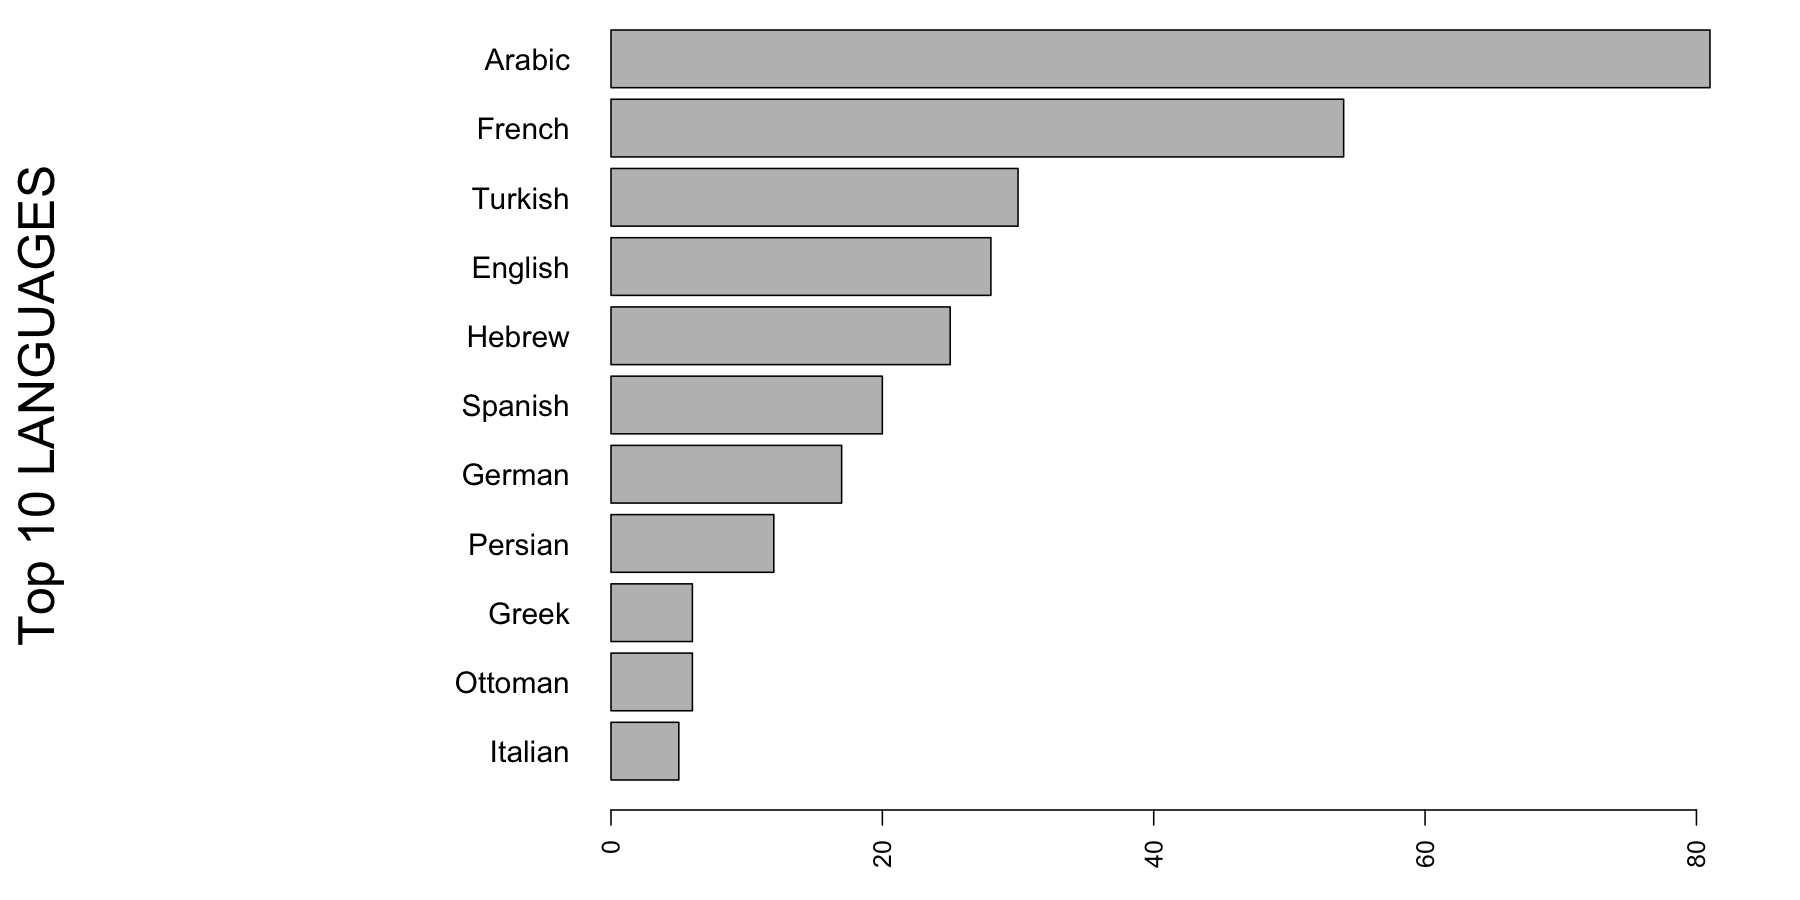 Top 10 LANGUAGES
Arabic
French
Turkish
English
Hebrew
Spanish
German
Persian
Greek
Ottoman
Italian
0 20 40 60 80